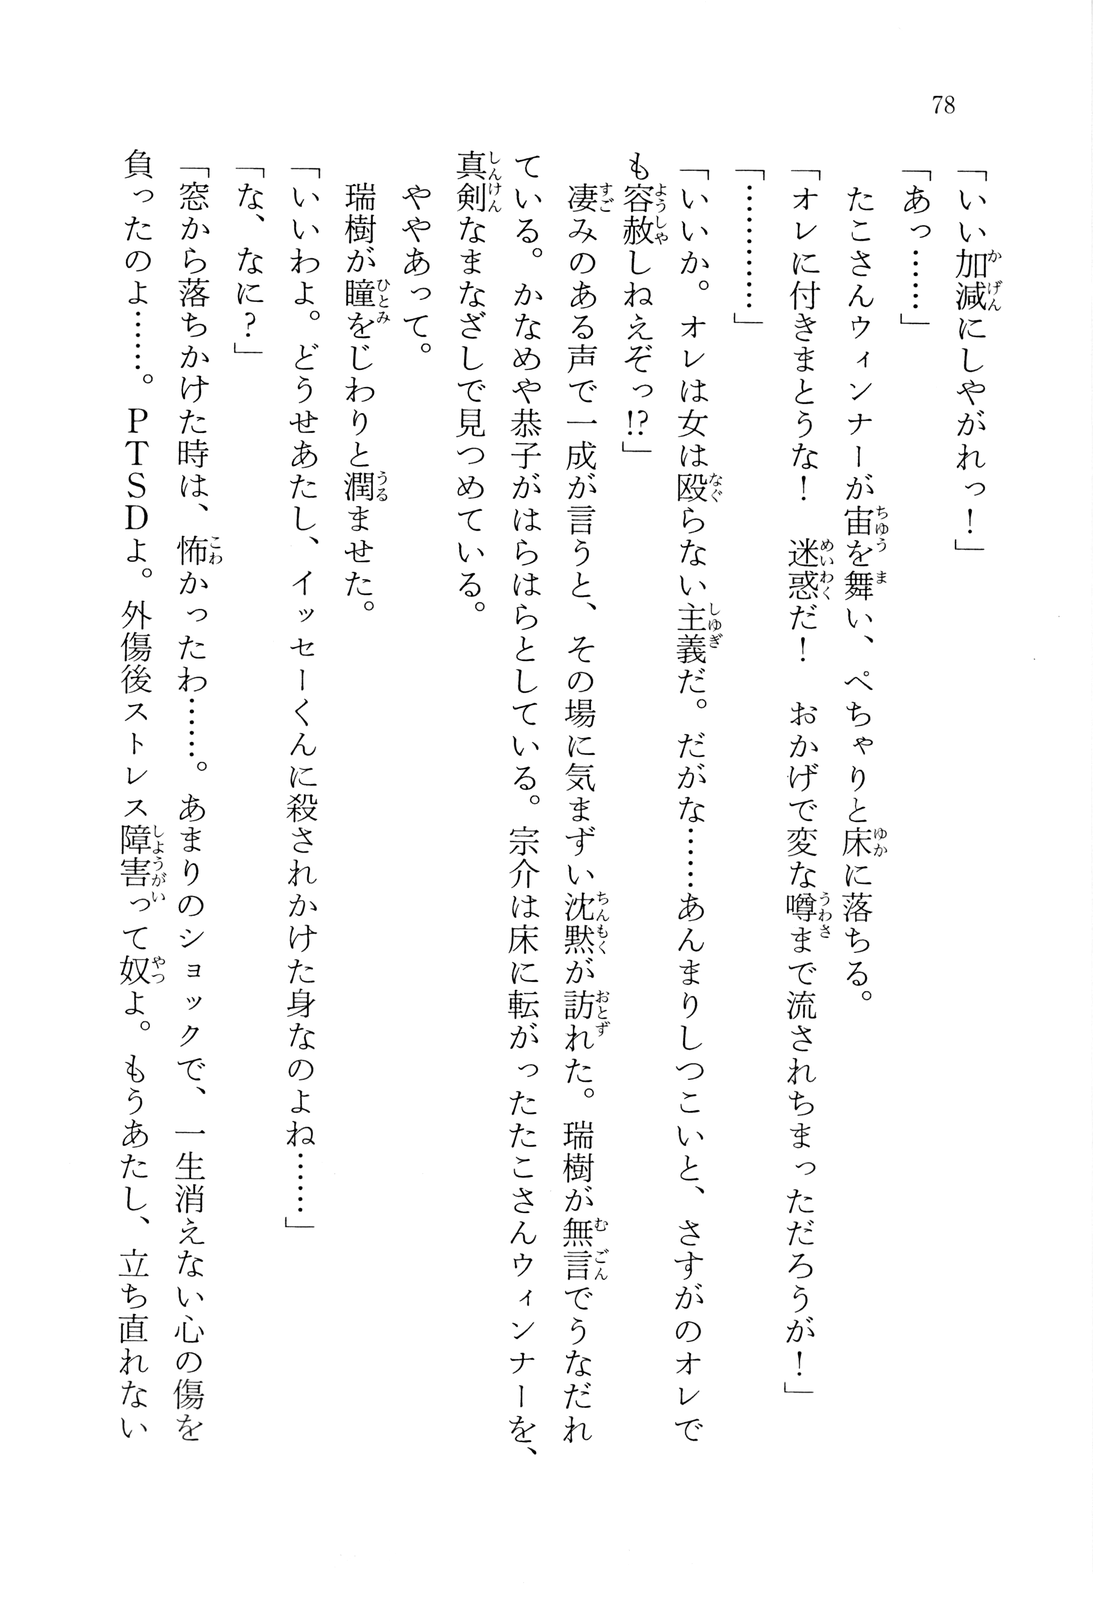 78
「いい加減にしやがれっ！」
「あっ……」
　たこさんウィンナーが宙を舞い、ぺちゃりと床に落ちる。
「オレに付きまとうな！　迷惑だ！　おかげで変な噂まで流されちまっただろうが！」
「…………」
「いいか。オレは女は殴らない主義だ。だがな……あんまりしつこいと、さすがのオレで
も容赦しねえぞっ!?」
　凄みのある声で一成が言うと、その場に気まずい沈黙が訪れた。瑞樹が無言でうなだれ
ている。かなめや恭子がはらはらとしている。宗介は床に転がったたこさんウィンナーを、
真剣なまなざしで見つめている。
　ややあって。
　瑞樹が瞳をじわりと潤ませた。
「いいわよ。どうせあたし、イッセーくんに殺されかけた身なのよね……」
「な、なに？」
「窓から落ちかけた時は、怖かったわ……。あまりのショックで、一生消えない心の傷を
負ったのよ……。ＰＴＳＤよ。外傷後ストレス障害って奴よ。もうあたし、立ち直れない